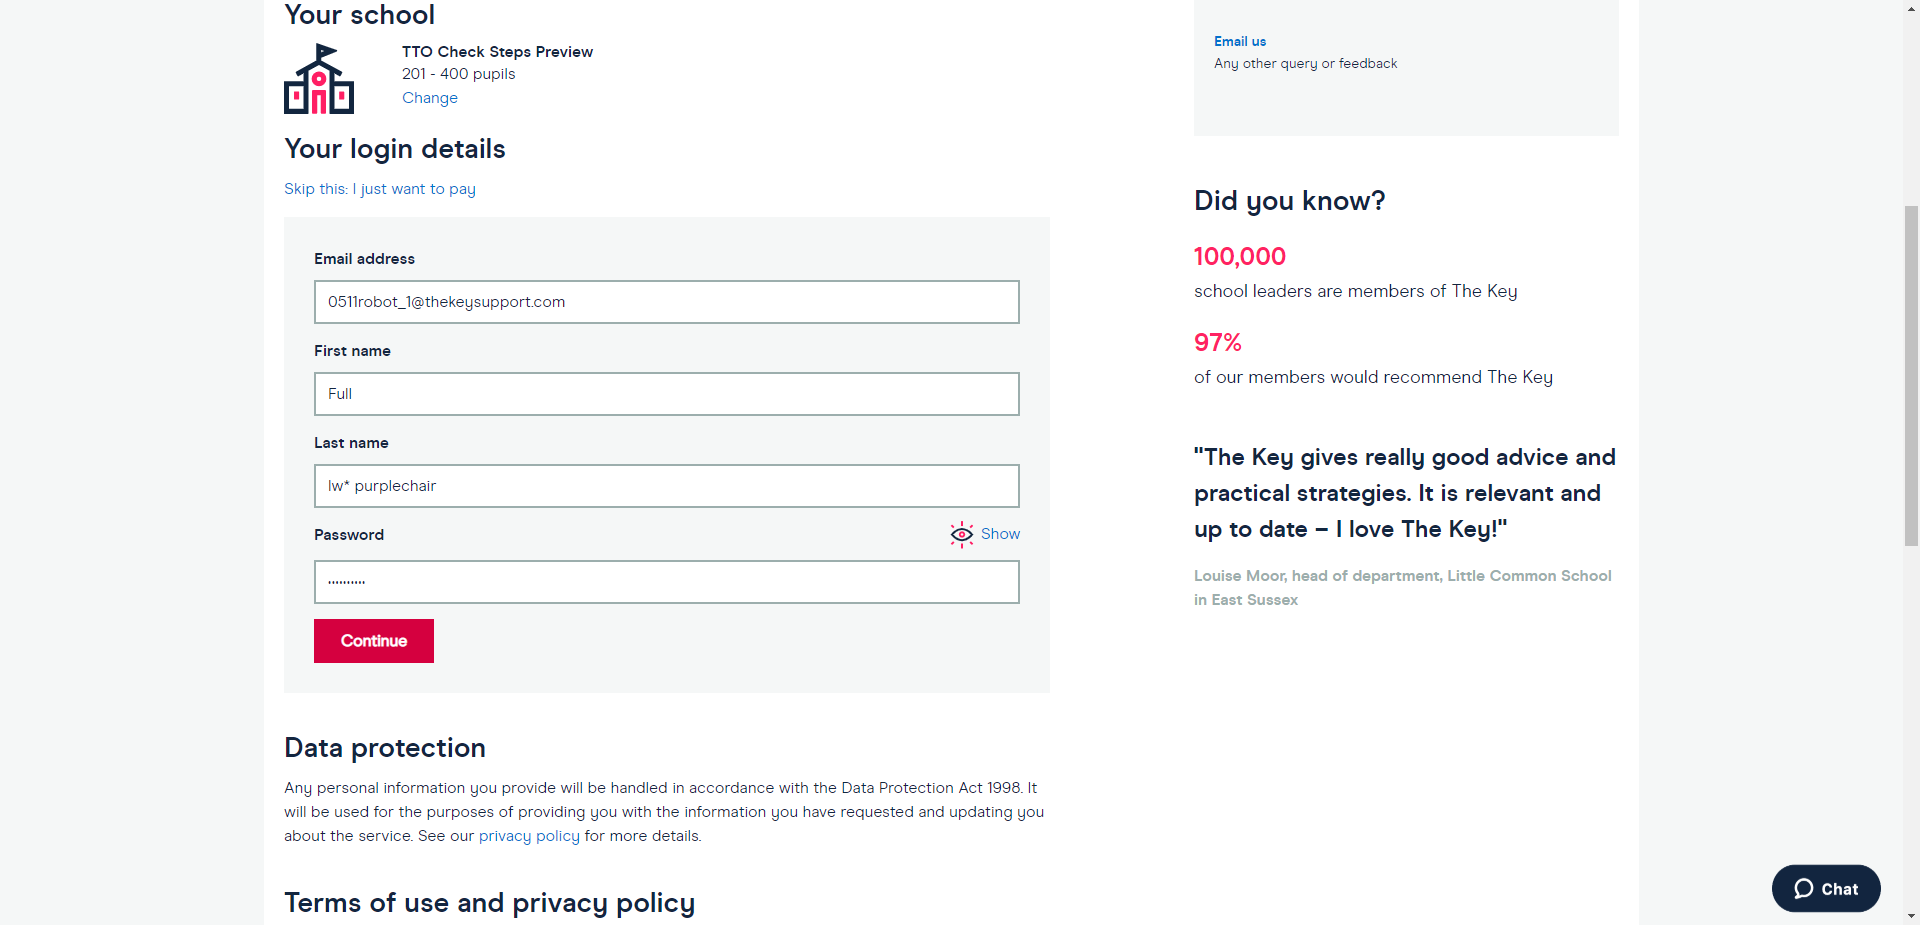 Your school
TTO Check Steps Preview
201 - 400 pupils
Change
Your login details
Skip this: I just want to pay
Email address
0511robot_1@thekeysupport.com
First name
Full
Last name
lw* purplechair
Password
Show
••••••••••
Continue
Data protection
Any personal information you provide will be handled in accordance with the Data Protection Act 1998. It
will be used for the purposes of providing you with the information you have requested and updating you
about the service. See our privacy policy for more details.
Terms of use and privacy policy
Email us
Any other query or feedback
Did you know?
100,000
school leaders are members of The Key
97%
of our members would recommend The Key
"The Key gives really good advice and
practical strategies. It is relevant and
up to date – I love The Key!"
Louise Moor, head of department, Little Common School
in East Sussex
Chat